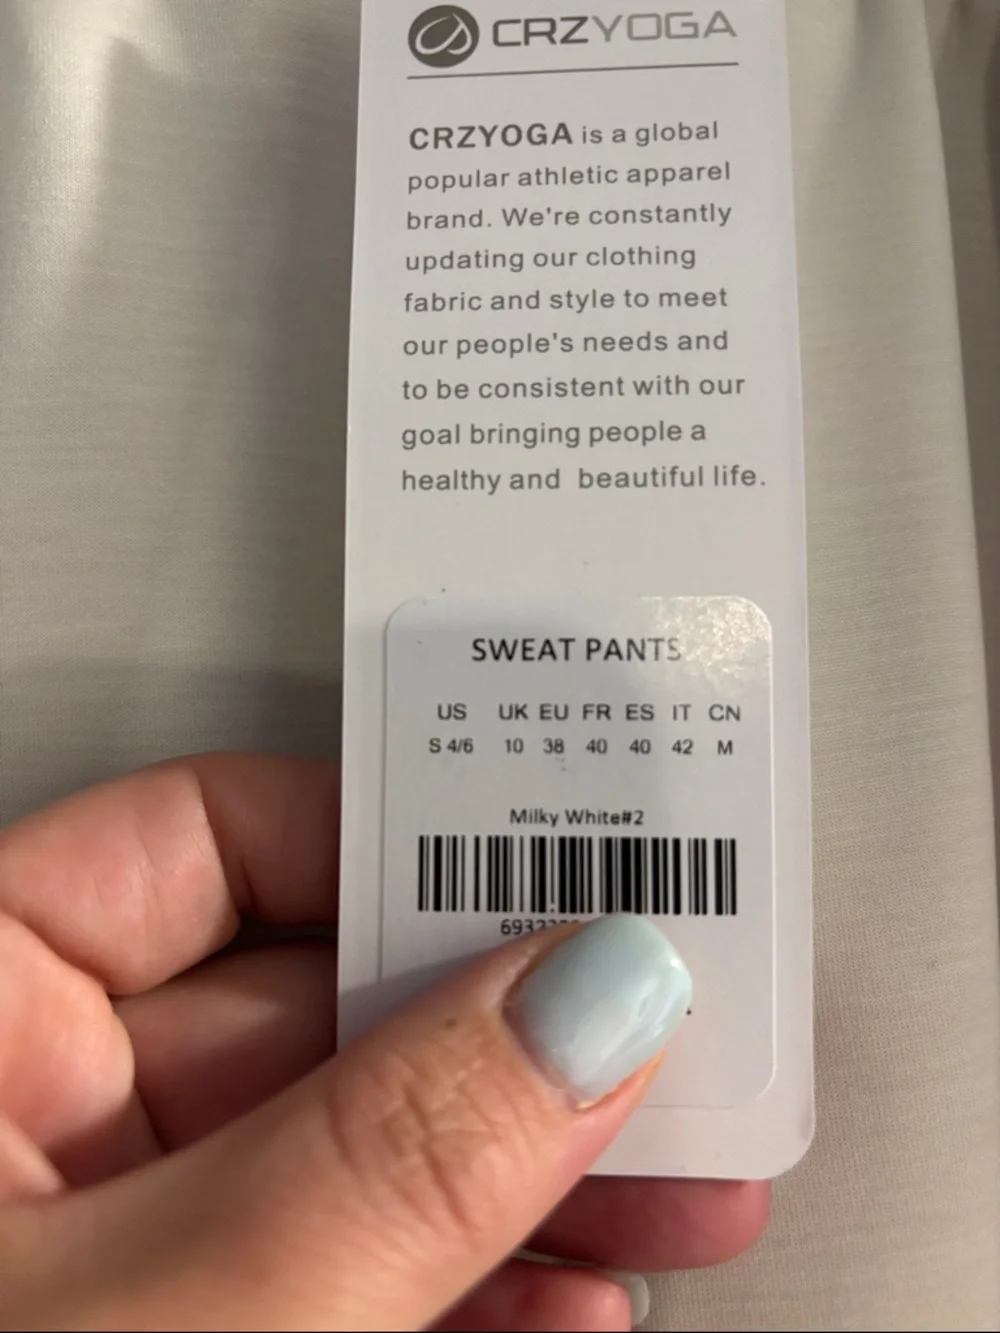 CRZYOGA
CRZYOGA is a global
popular athletic apparel
brand. We're constantly
updating our clothing
fabric and style to meet
our people's needs and
to be consistent with our
goal bringing people a
healthy and beautiful life.
SWEAT PANTS
US UK EU FR ES IT CN
S 4/6 10 38 40 40 42 M
Milky White#2